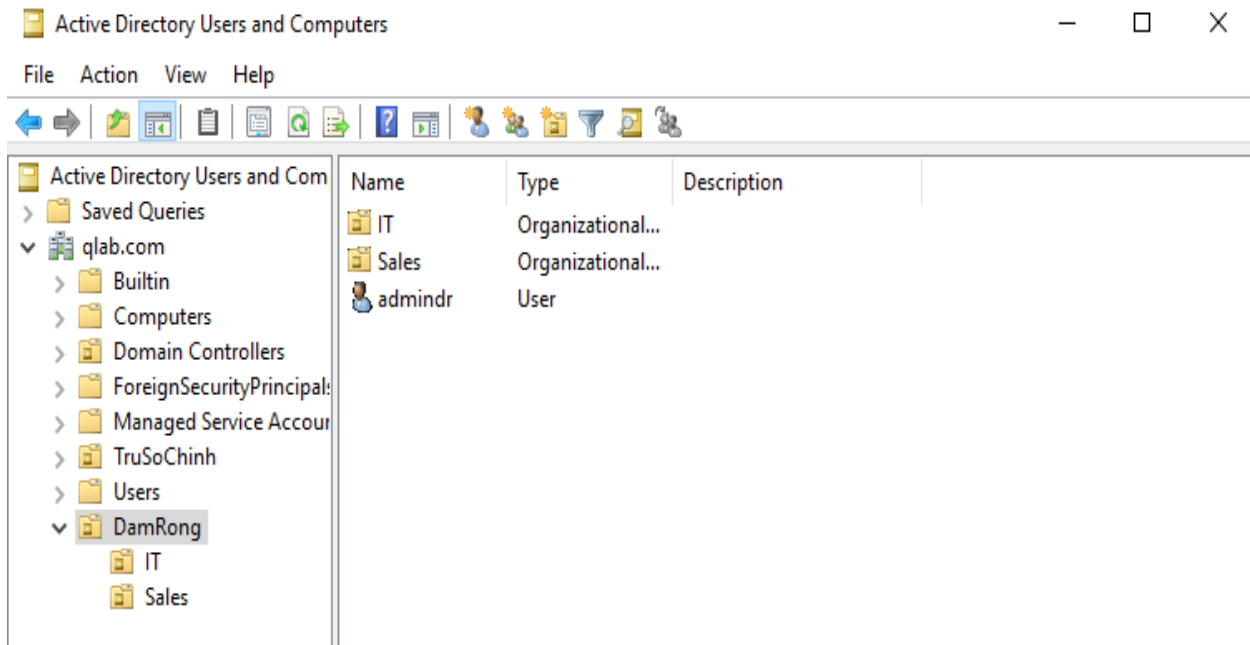 Active Directory Users and Computers
File Action View Help
Active Directory Users and Com
Saved Queries
qlab.com
Builtin
Computers
Domain Controllers
ForeignSecurityPrincipals
Managed Service Accour
TruSoChinh
Users
DamRong
IT
Sales
Name Type Description
IT Organizational...
Sales Organizational...
admindr User